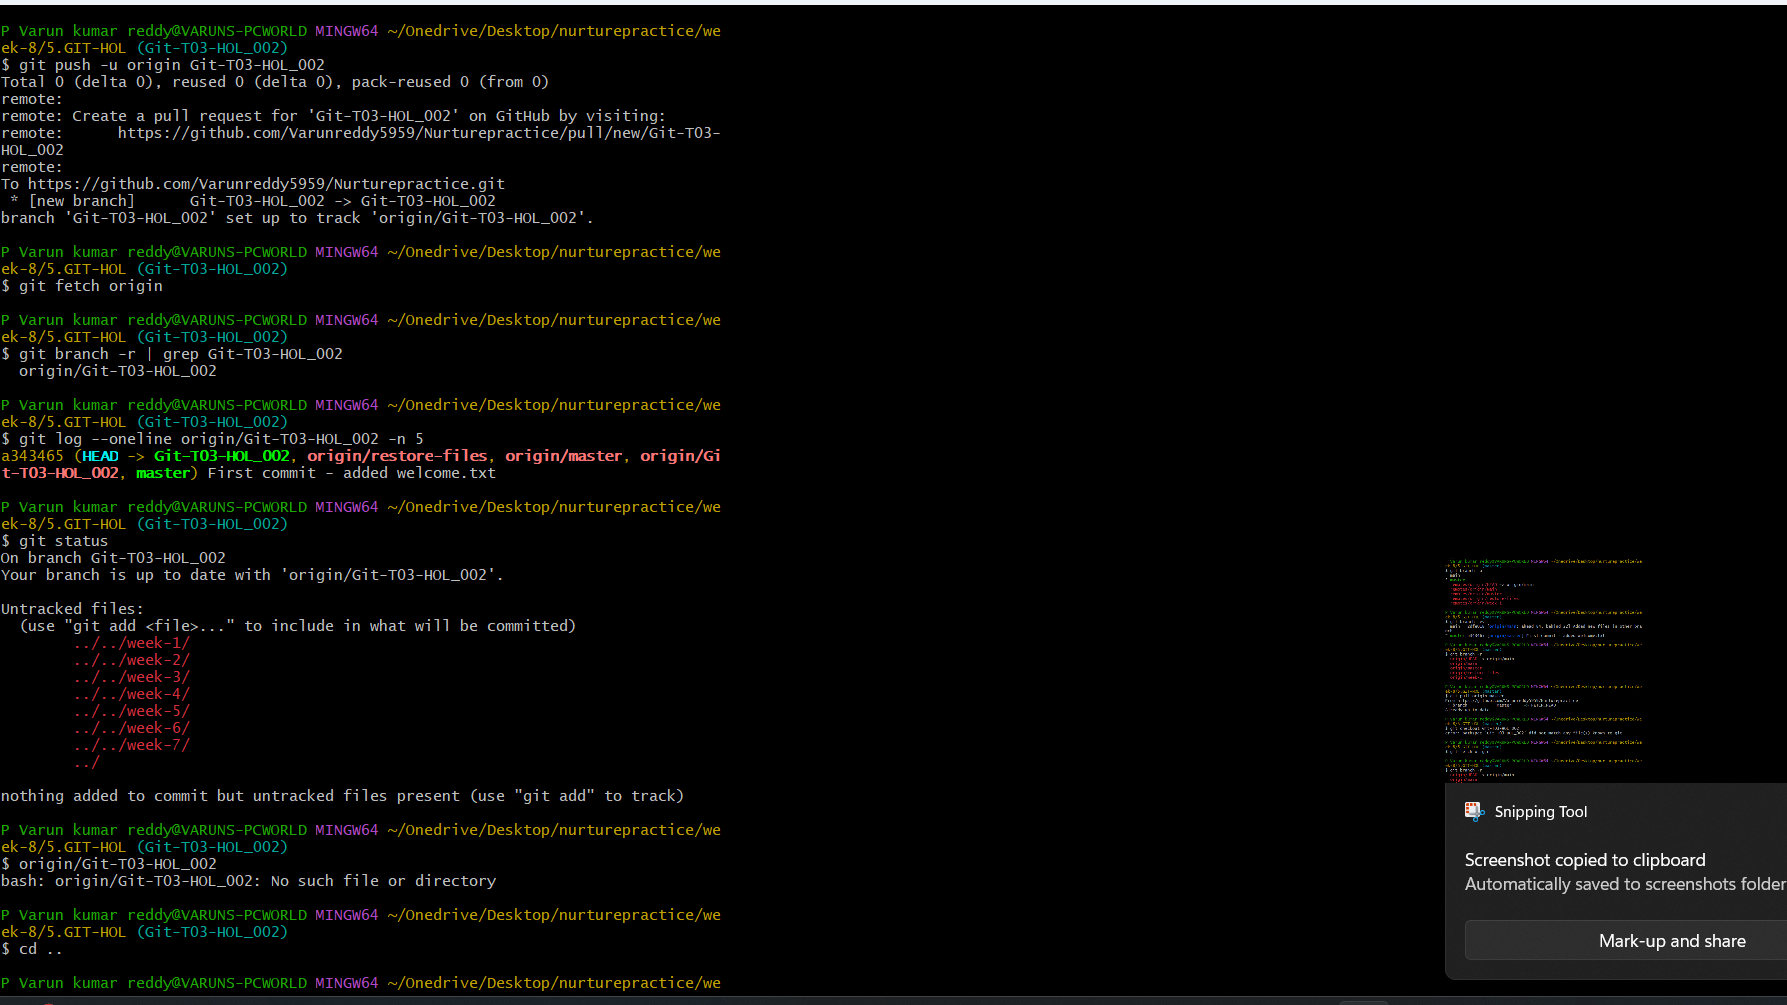 P Varun kumar reddy@VARUNS-PCWORLD MINGW64 ~/Onedrive/Desktop/nurturepractice/we
ek-8/5.GIT-HOL (Git-T03-HOL_002)
$ git push -u origin Git-T03-HOL_002
Total 0 (delta 0), reused 0 (delta 0), pack-reused 0 (from 0)
remote:
remote: Create a pull request for 'Git-T03-HOL_002' on GitHub by visiting:
remote:      https://github.com/Varunreddy5959/Nurturepractice/pull/new/Git-T03-
HOL_002
remote:
To https://github.com/Varunreddy5959/Nurturepractice.git
 * [new branch]      Git-T03-HOL_002 -> Git-T03-HOL_002
branch 'Git-T03-HOL_002' set up to track 'origin/Git-T03-HOL_002'.
P Varun kumar reddy@VARUNS-PCWORLD MINGW64 ~/Onedrive/Desktop/nurturepractice/we
ek-8/5.GIT-HOL (Git-T03-HOL_002)
$ git fetch origin
P Varun kumar reddy@VARUNS-PCWORLD MINGW64 ~/Onedrive/Desktop/nurturepractice/we
ek-8/5.GIT-HOL (Git-T03-HOL_002)
$ git branch -r | grep Git-T03-HOL_002
  origin/Git-T03-HOL_002
P Varun kumar reddy@VARUNS-PCWORLD MINGW64 ~/Onedrive/Desktop/nurturepractice/we
ek-8/5.GIT-HOL (Git-T03-HOL_002)
$ git log --oneline origin/Git-T03-HOL_002 -n 5
a343465 (HEAD -> Git-T03-HOL_002, origin/restore-files, origin/master, origin/Gi
t-T03-HOL_002, master) First commit - added welcome.txt
P Varun kumar reddy@VARUNS-PCWORLD MINGW64 ~/Onedrive/Desktop/nurturepractice/we
ek-8/5.GIT-HOL (Git-T03-HOL_002)
$ git status
On branch Git-T03-HOL_002
Your branch is up to date with 'origin/Git-T03-HOL_002'.
Untracked files:
  (use "git add <file>..." to include in what will be committed)
        ../../week-1/
        ../../week-2/
        ../../week-3/
        ../../week-4/
        ../../week-5/
        ../../week-6/
        ../../week-7/
        ../
nothing added to commit but untracked files present (use "git add" to track)
P Varun kumar reddy@VARUNS-PCWORLD MINGW64 ~/Onedrive/Desktop/nurturepractice/we
ek-8/5.GIT-HOL (Git-T03-HOL_002)
$ origin/Git-T03-HOL_002
bash: origin/Git-T03-HOL_002: No such file or directory
P Varun kumar reddy@VARUNS-PCWORLD MINGW64 ~/Onedrive/Desktop/nurturepractice/we
ek-8/5.GIT-HOL (Git-T03-HOL_002)
$ cd ..
P Varun kumar reddy@VARUNS-PCWORLD MINGW64 ~/Onedrive/Desktop/nurturepractice/we
Snipping Tool
Screenshot copied to clipboard
Automatically saved to screenshots folder
Mark-up and share